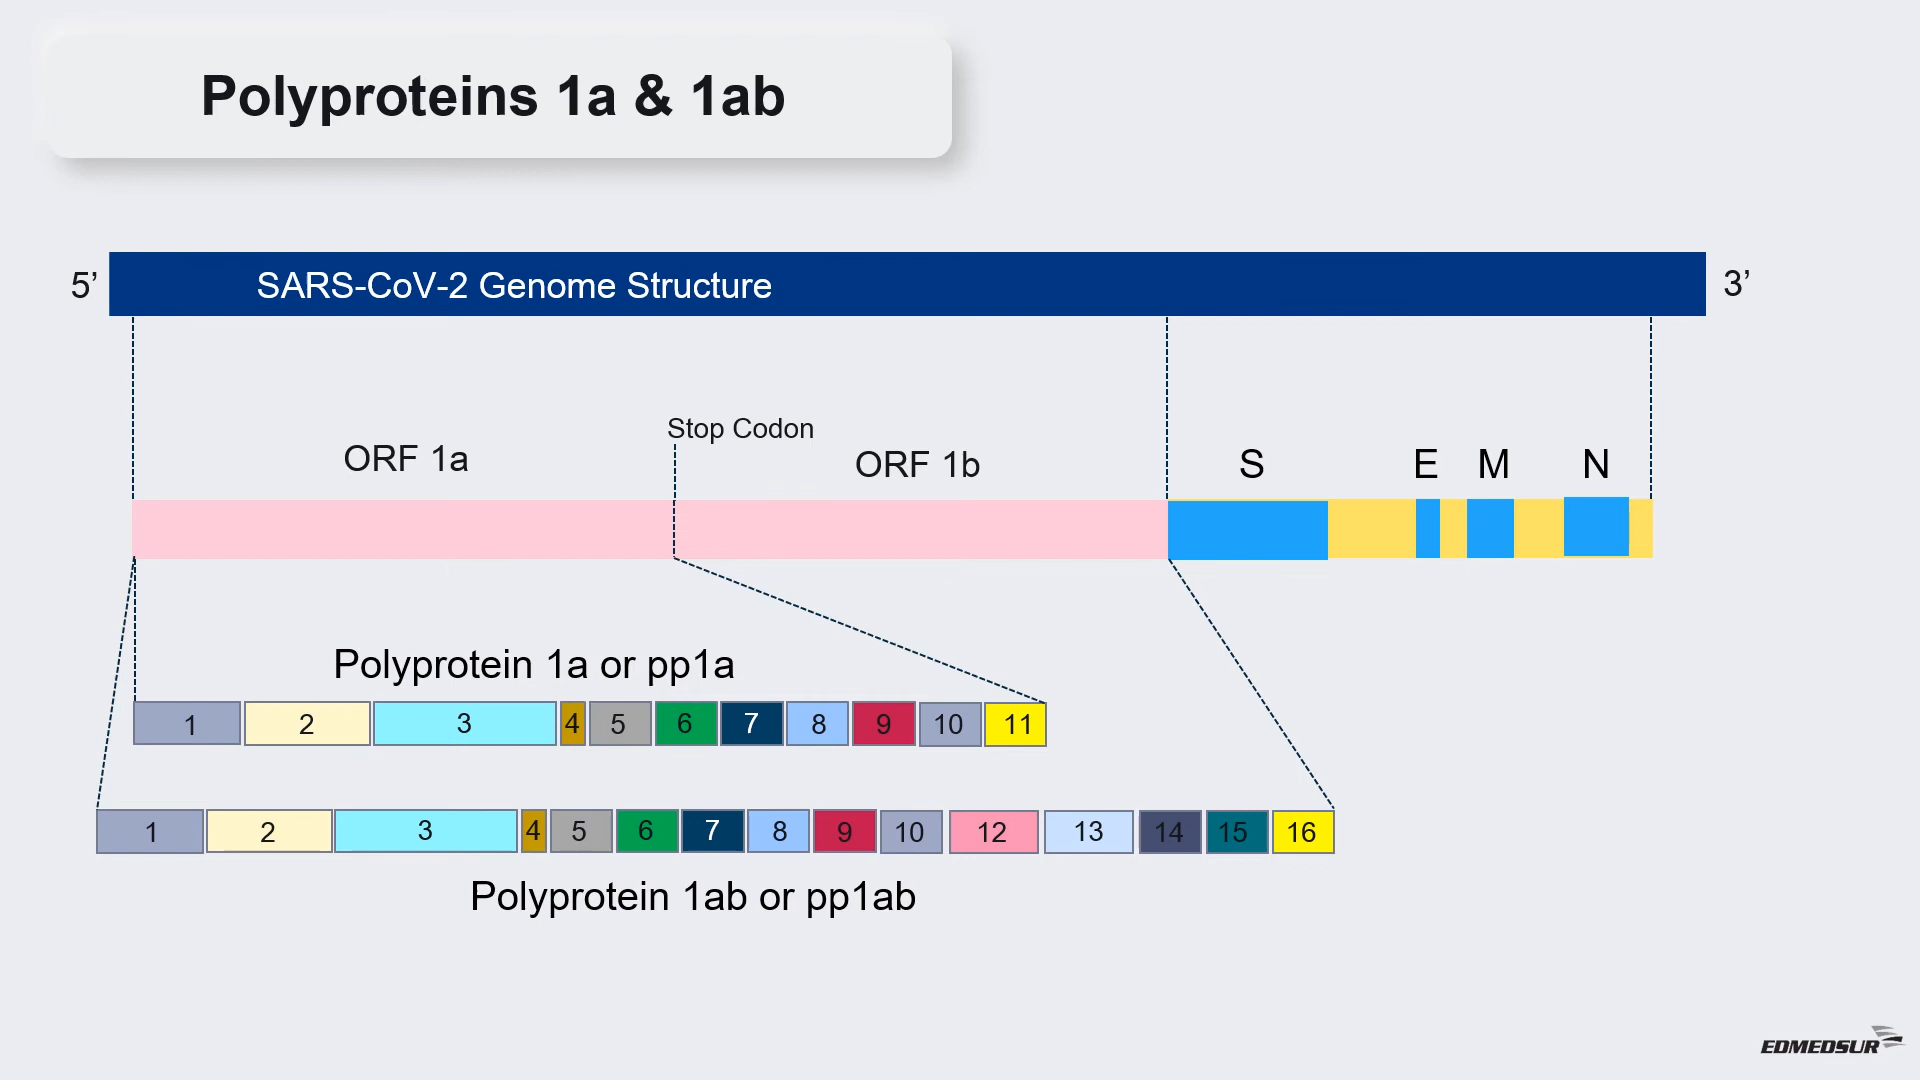 Polyproteins 1a & 1ab
5’ SARS-CoV-2 Genome Structure 3’
Stop Codon
ORF 1a ORF 1b S E M N
Polyprotein 1a or pp1a
1 2 3 4 5 6 7 8 9 10 11
1 2 3 4 5 6 7 8 9 10 12 13 14 15 16
Polyprotein 1ab or pp1ab
EDMEDSUR